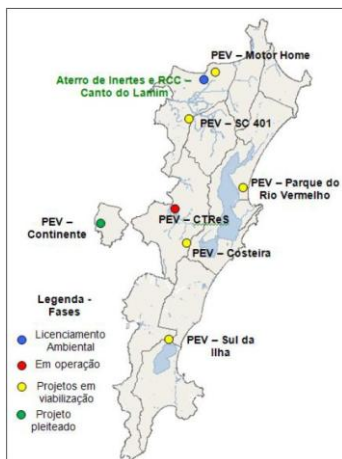 PEV – Motor Home
Aterro de Inertes e RCC –
Canto do Lamim
PEV – SC 401
PEV – Parque do
Rio Vermelho
PEV –
Continente
PEV – CTReS
PEV – Costeira
Legenda -
Fases
Licenciamento
Ambiental
Em operação
Projetos em
viabilização
Projeto
pleiteado
PEV – Sul da
Ilha